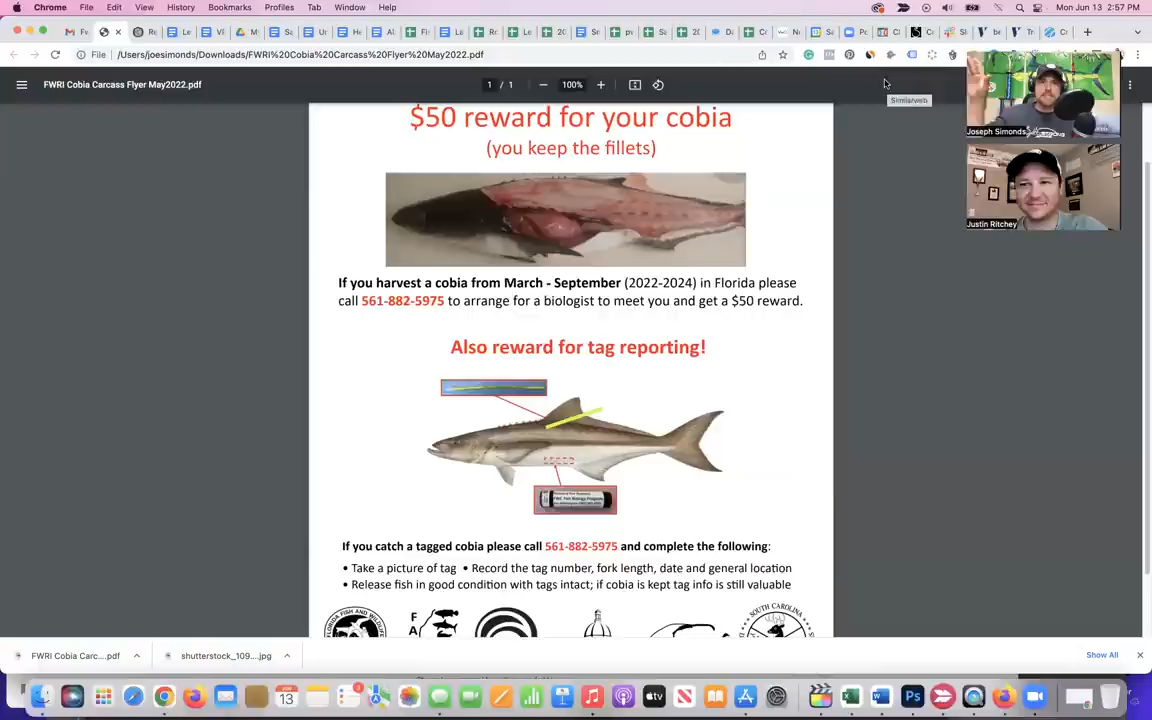 Chrome File Edit View History Bookmarks Profiles Tab Window Help Mon Jun 13 2:57 PM
File /Users/joesimonds/Downloads/FWRI%20Cobia%20Carcass%20Flyer%20May2022.pdf
FWRI Cobia Carcass Flyer May2022.pdf 1 / 1 100%
Similarweb
Joseph Simonds
Justin Ritchey
$50 reward for your cobia
(you keep the fillets)
If you harvest a cobia from March - September (2022-2024) in Florida please
call 561-882-5975 to arrange for a biologist to meet you and get a $50 reward.
Also reward for tag reporting!
If you catch a tagged cobia please call 561-882-5975 and complete the following:
• Take a picture of tag • Record the tag number, fork length, date and general location
• Release fish in good condition with tags intact; if cobia is kept tag info is still valuable
FLORIDA FISH AND WILDLIFE
F
A
SOUTH CAROLINA
FWRI Cobia Carc....pdf shutterstock_109....jpg Show All